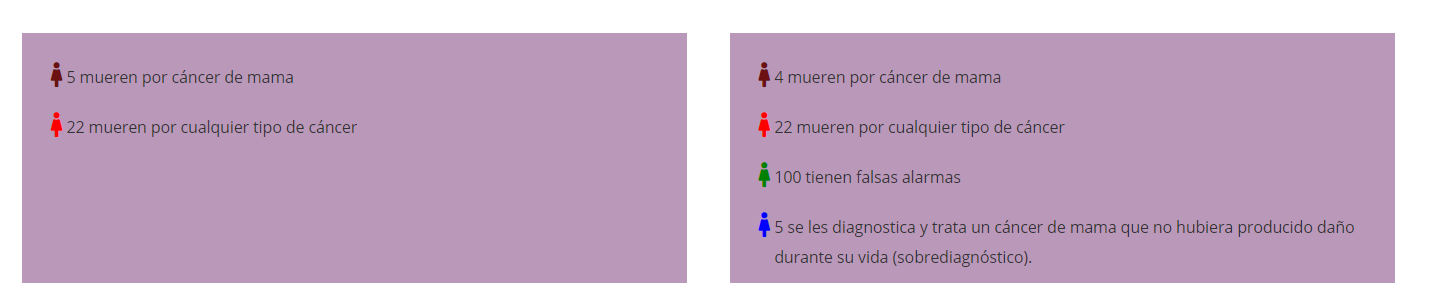 5 mueren por cáncer de mama
22 mueren por cualquier tipo de cáncer
4 mueren por cáncer de mama
22 mueren por cualquier tipo de cáncer
100 tienen falsas alarmas
5 se les diagnostica y trata un cáncer de mama que no hubiera producido daño
durante su vida (sobrediagnóstico).